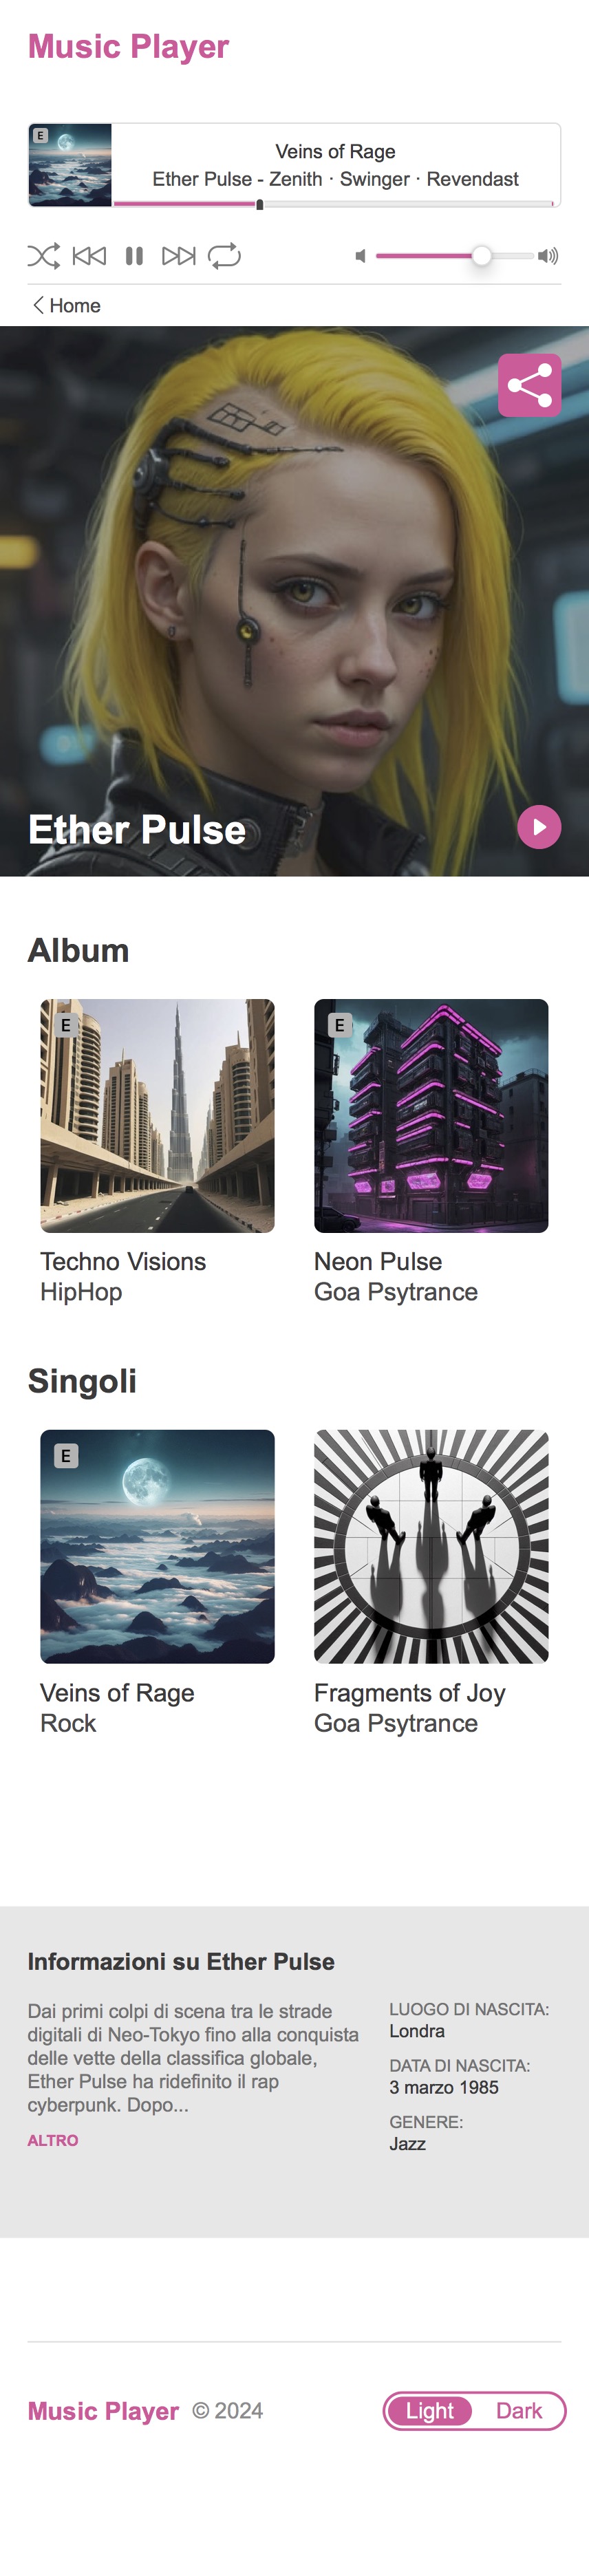 Music Player
E
Veins of Rage
Ether Pulse - Zenith · Swinger · Revendast
Home
Ether Pulse
Album
E
E
Techno Visions
HipHop
Neon Pulse
Goa Psytrance
Singoli
E
Veins of Rage
Rock
Fragments of Joy
Goa Psytrance
Informazioni su Ether Pulse
Dai primi colpi di scena tra le strade
digitali di Neo-Tokyo fino alla conquista
delle vette della classifica globale,
Ether Pulse ha ridefinito il rap
cyberpunk. Dopo...
ALTRO
LUOGO DI NASCITA:
Londra
DATA DI NASCITA:
3 marzo 1985
GENERE:
Jazz
Music Player © 2024
Light Dark